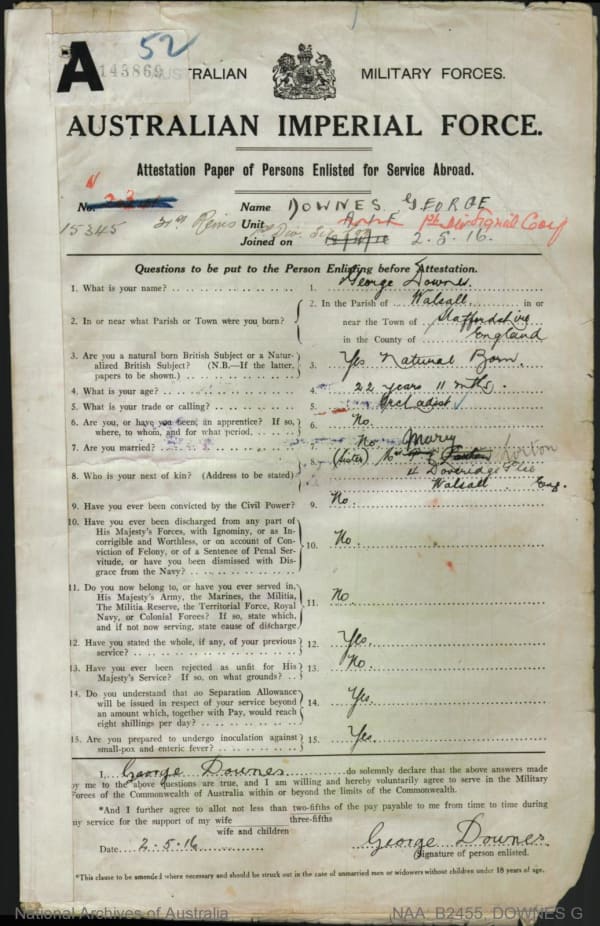 52
A 143869
AUSTRALIAN MILITARY FORCES.
AUSTRALIAN IMPERIAL FORCE.
Attestation Paper of Persons Enlisted for Service Abroad.
No. 15345
Name DOWNES GEORGE
Unit
Joined on 2.5.16.
Questions to be put to the Person Enlisting before Attestation.
1. What is your name? 1. George Downes.
2. In or near what Parish or Town were you born? 2. In the Parish of Walsall in or
near the Town of Staffordshire
in the County of England
3. Are you a natural born British Subject or a Natur-
alized British Subject? (N.B.—If the latter,
papers to be shown.) 3. Yes Natural Born.
4. What is your age? 4. 22 years 11 mths.
5. What is your trade or calling? 5. Orchadist
6. Are you, or have you been, an apprentice? If so,
where, to whom, and for what period. 6. No.
7. Are you married? 7. No
8. Who is your next of kin? (Address to be stated) 8. (Sister) Mrs Mary
4 Doveridge Plce
Walsall Eng.
9. Have you ever been convicted by the Civil Power? 9. No.
10. Have you ever been discharged from any part of
His Majesty's Forces, with Ignominy, or as In-
corrigible and Worthless, or on account of Con-
viction of Felony, or of a Sentence of Penal Ser-
vitude, or have you been Dismissed with Dis-
grace from the Navy? 10. No.
11. Do you now belong to, or have you ever served in,
His Majesty's Army, the Marines, the Militia,
The Militia Reserve, the Territorial Force, Royal
Navy, or Colonial Forces? If so, state which,
and if not now serving, state cause of discharge 11. No.
12. Have you stated the whole, if any, of your previous
service? 12. Yes.
13. Have you ever been rejected as unfit for His
Majesty's Service? If so, on what grounds? 13. No.
14. Do you understand that no Separation Allowance
will be issued in respect of your service beyond
an amount which, together with Pay, would reach
eight shillings per day? 14. Yes.
15. Are you prepared to undergo inoculation against
small-pox and enteric fever? 15. Yes.
I, George Downes do solemnly declare that the above answers made
by me to the above questions are true, and I am willing and hereby voluntarily agree to serve in the Military
Forces of the Commonwealth of Australia within or beyond the limits of the Commonwealth.
*And I further agree to allot not less than two-fifths of the pay payable to me from time to time during
three-fifths
my service for the support of my wife
wife and children
Date 2.5.16 George Downes
Signature of person enlisted.
*This clause to be amended where necessary and should be struck out in the case of unmarried men or widowers without children under 18 years of age.
National Archives of Australia NAA: B2455, DOWNES G